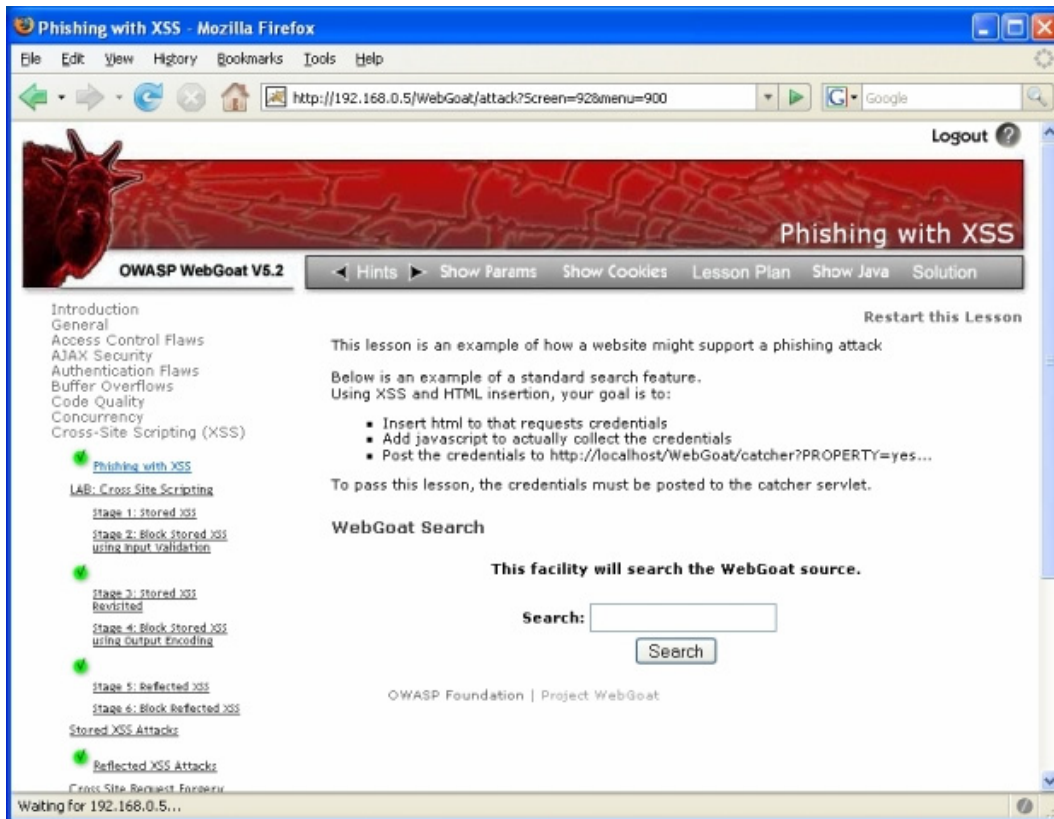 Phishing with XSS - Mozilla Firefox
File Edit View History Bookmarks Tools Help
http://192.168.0.5/WebGoat/attack?Screen=92&menu=900
G Google
Logout ?
Phishing with XSS
OWASP WebGoat V5.2
Hints Show Params Show Cookies Lesson Plan Show Java Solution
Restart this Lesson
Introduction
General
Access Control Flaws
AJAX Security
Authentication Flaws
Buffer Overflows
Code Quality
Concurrency
Cross-Site Scripting (XSS)
Phishing with XSS
LAB: Cross Site Scripting
Stage 1: Stored XSS
Stage 2: Block Stored XSS
using Input Validation
Stage 3: Stored XSS
Revisited
Stage 4: Block Stored XSS
using Output Encoding
Stage 5: Reflected XSS
Stage 6: Block Reflected XSS
Stored XSS Attacks
Reflected XSS Attacks
Cross Site Request Forgery
This lesson is an example of how a website might support a phishing attack
Below is an example of a standard search feature.
Using XSS and HTML insertion, your goal is to:
Insert html to that requests credentials
Add javascript to actually collect the credentials
Post the credentials to http://localhost/WebGoat/catcher?PROPERTY=yes...
To pass this lesson, the credentials must be posted to the catcher servlet.
WebGoat Search
This facility will search the WebGoat source.
Search:
Search
OWASP Foundation | Project WebGoat
Waiting for 192.168.0.5...